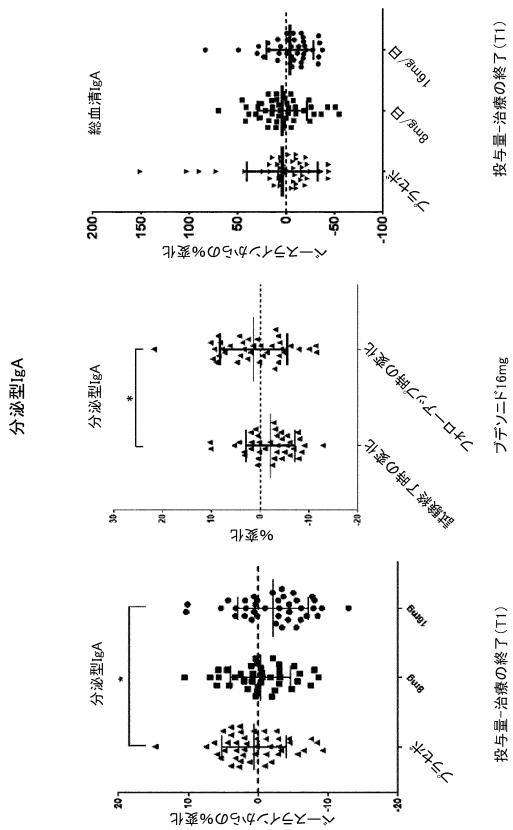 分泌型IgA
分泌型IgA
*
ベースラインからの%変化
20
10
0
-10
-20
プラセボ
8mg
16mg
投与量-治療の終了(T1)
分泌型IgA
*
%変化
30
20
10
0
-10
-20
試験終了時の変化
フォローアップ時の変化
ブデソニド16mg
総血清IgA
ベースラインからの%変化
200
150
100
50
0
-50
-100
プラセボ
8mg/日
16mg/日
投与量-治療の終了(T1)